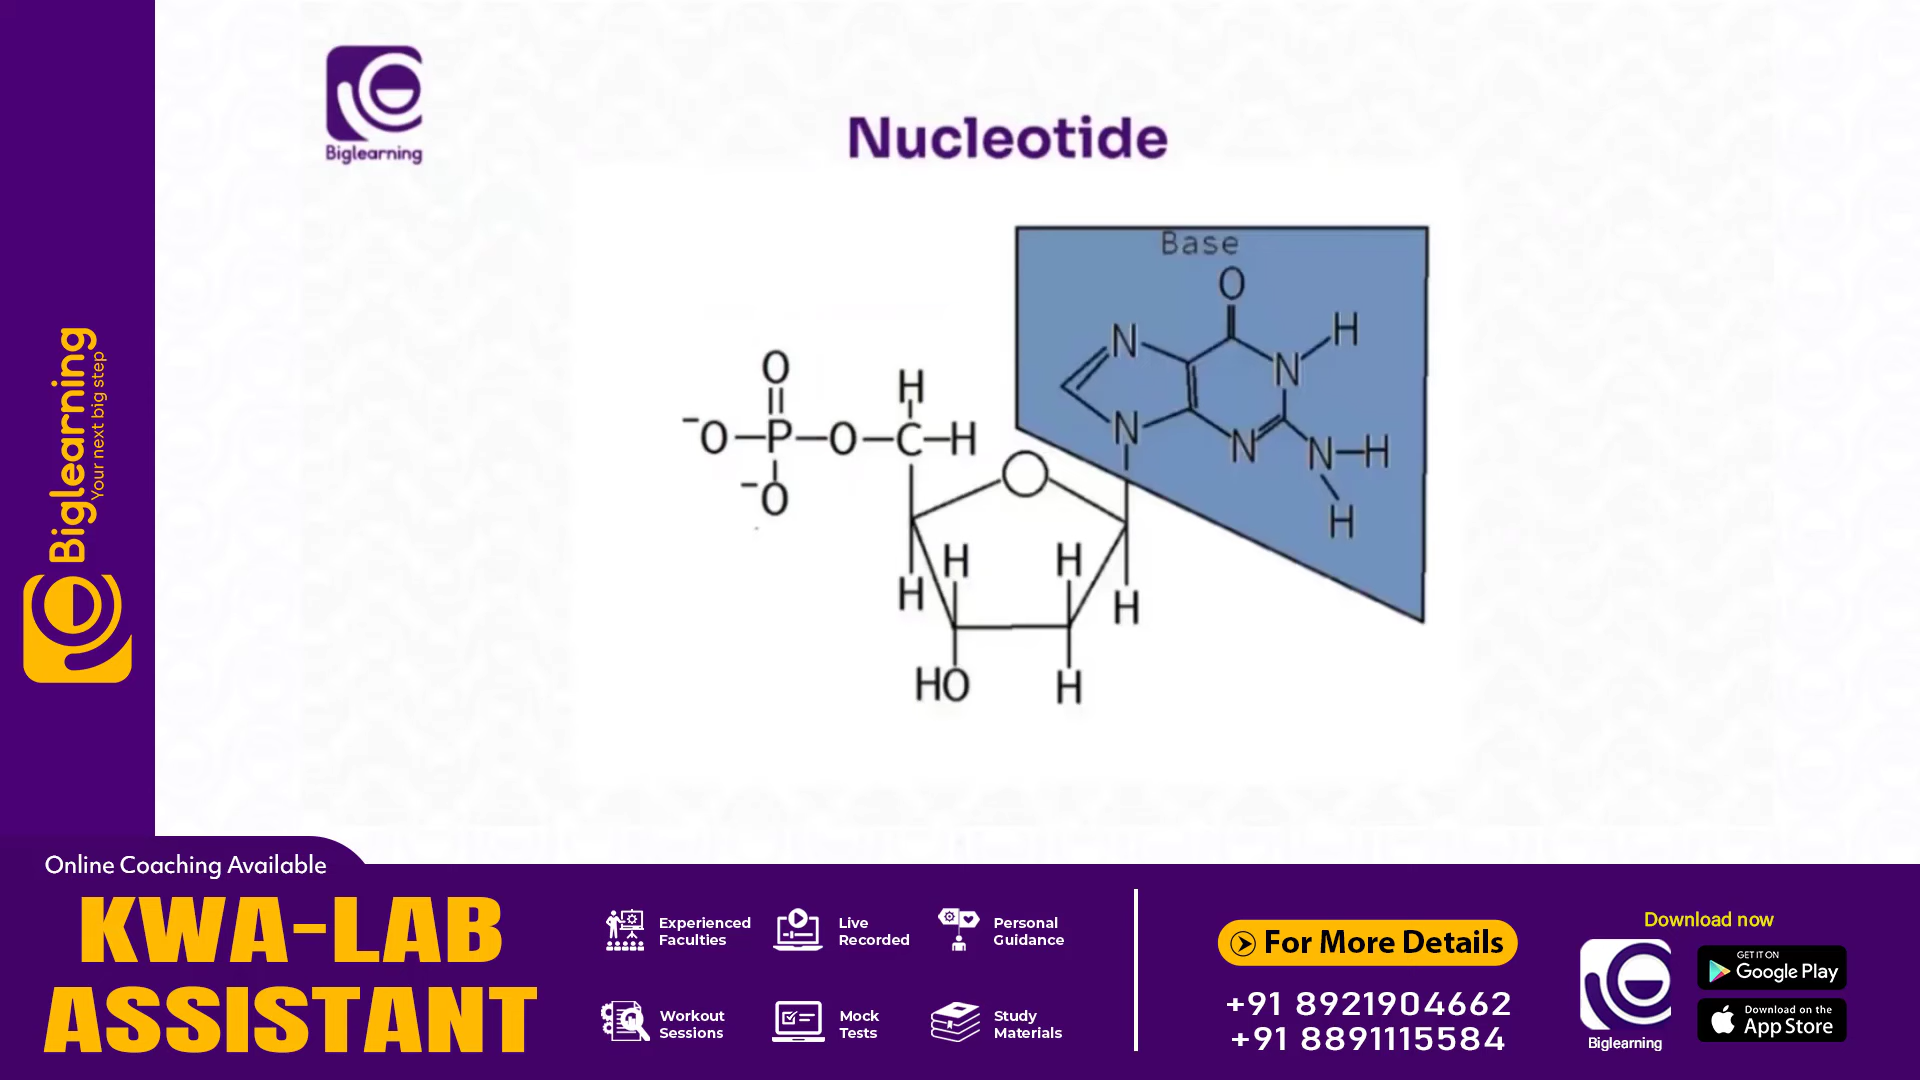 Biglearning
Nucleotide
Base
O
N
H
N
N
N
N-H
H
O
⁻O-P-O-C-H
H
⁻O
O
H
H
H
H
HO
H
Biglearning
Your next big step
Online Coaching Available
KWA-LAB
ASSISTANT
Experienced
Faculties
Live
Recorded
Personal
Guidance
Workout
Sessions
Mock
Tests
Study
Materials
For More Details
+91 8921904662
+91 8891115584
Download now
Biglearning
GET IT ON
Google Play
Download on the
App Store